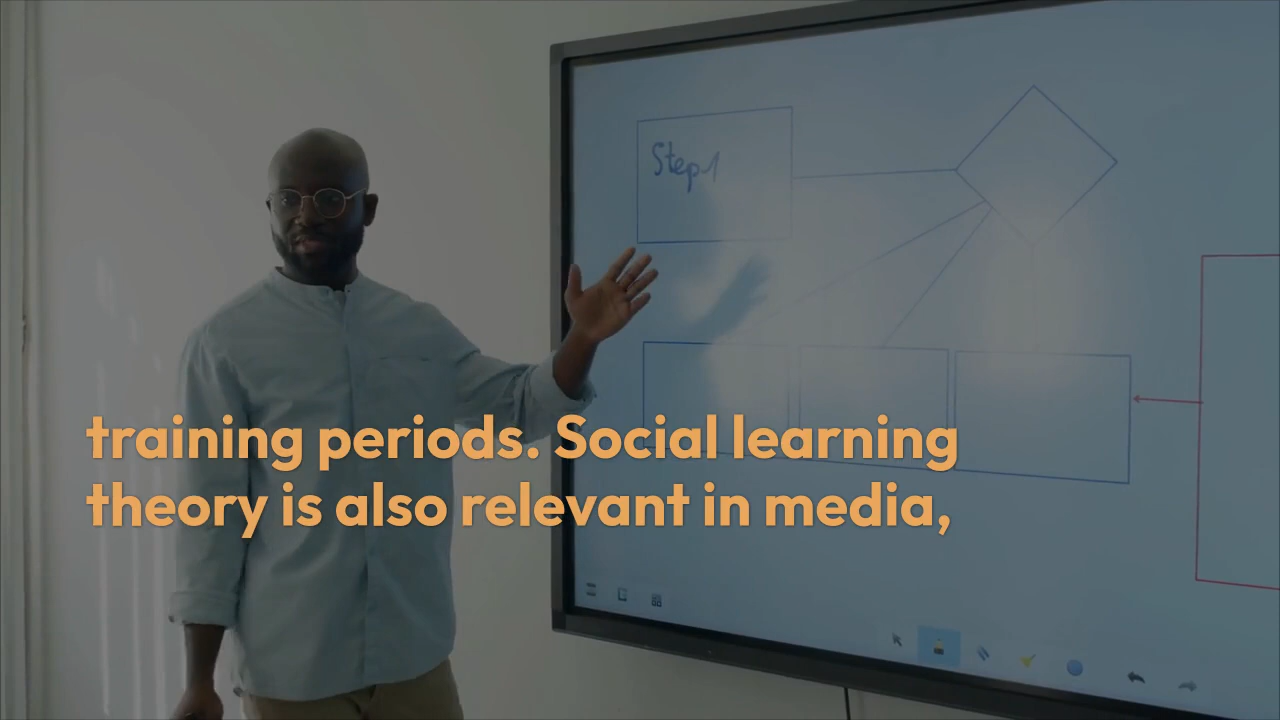 Step 1
training periods. Social learning
theory is also relevant in media,